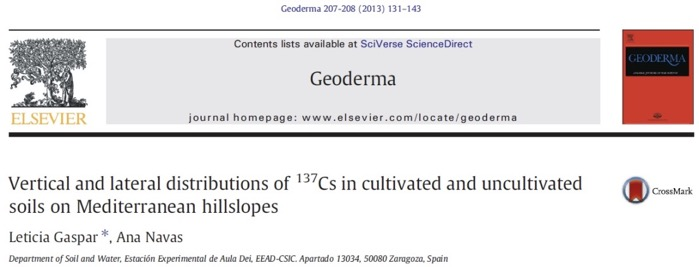 Geoderma 207-208 (2013) 131–143
Contents lists available at SciVerse ScienceDirect
Geoderma
journal homepage: www.elsevier.com/locate/geoderma
ELSEVIER
GEODERMA
Vertical and lateral distributions of ¹³⁷Cs in cultivated and uncultivated
soils on Mediterranean hillslopes
CrossMark
Leticia Gaspar *, Ana Navas
Department of Soil and Water, Estación Experimental de Aula Dei, EEAD-CSIC. Apartado 13034, 50080 Zaragoza, Spain